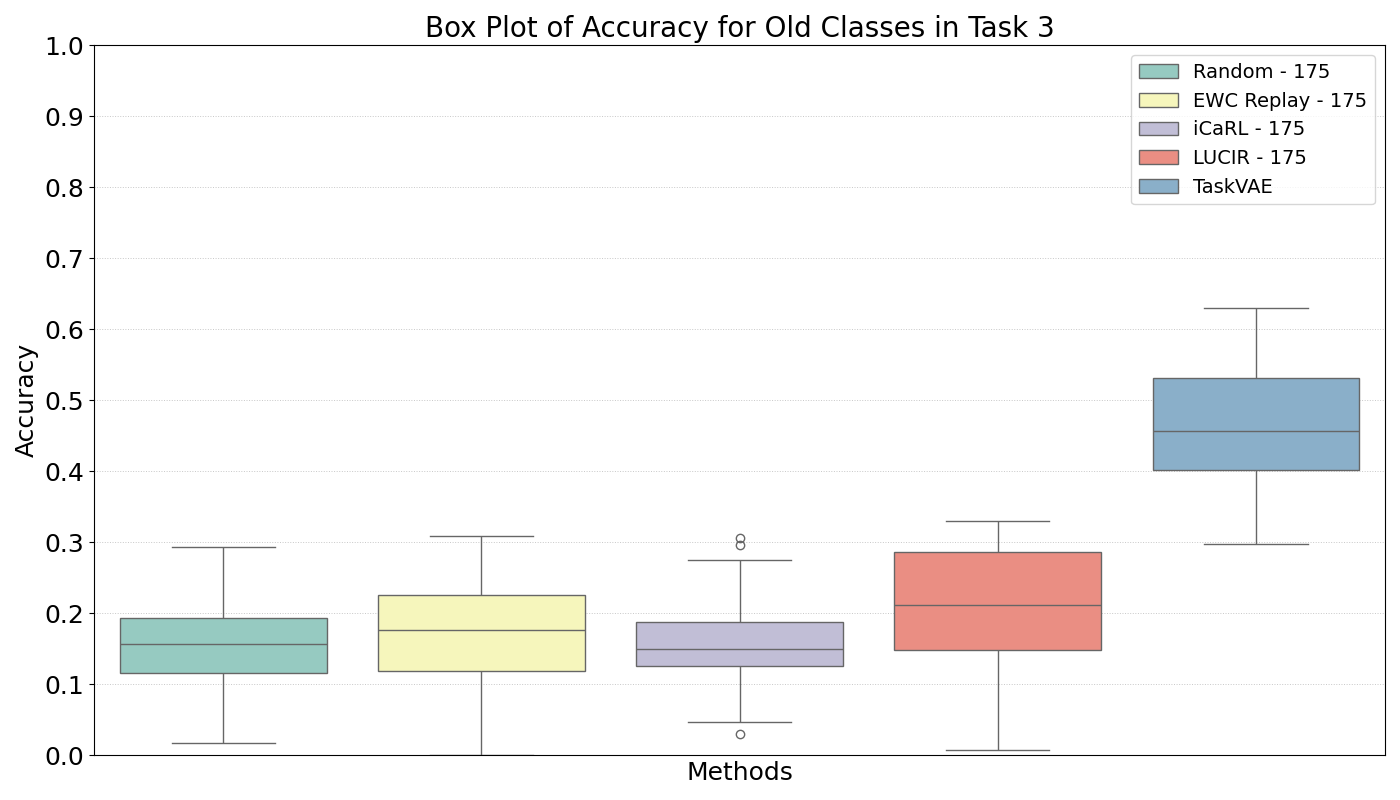 Box Plot of Accuracy for Old Classes in Task 3
1.0
0.9
0.8
0.7
0.6
0.5
0.4
0.3
0.2
0.1
0.0
Accuracy
Methods
Random - 175
EWC Replay - 175
iCaRL - 175
LUCIR - 175
TaskVAE